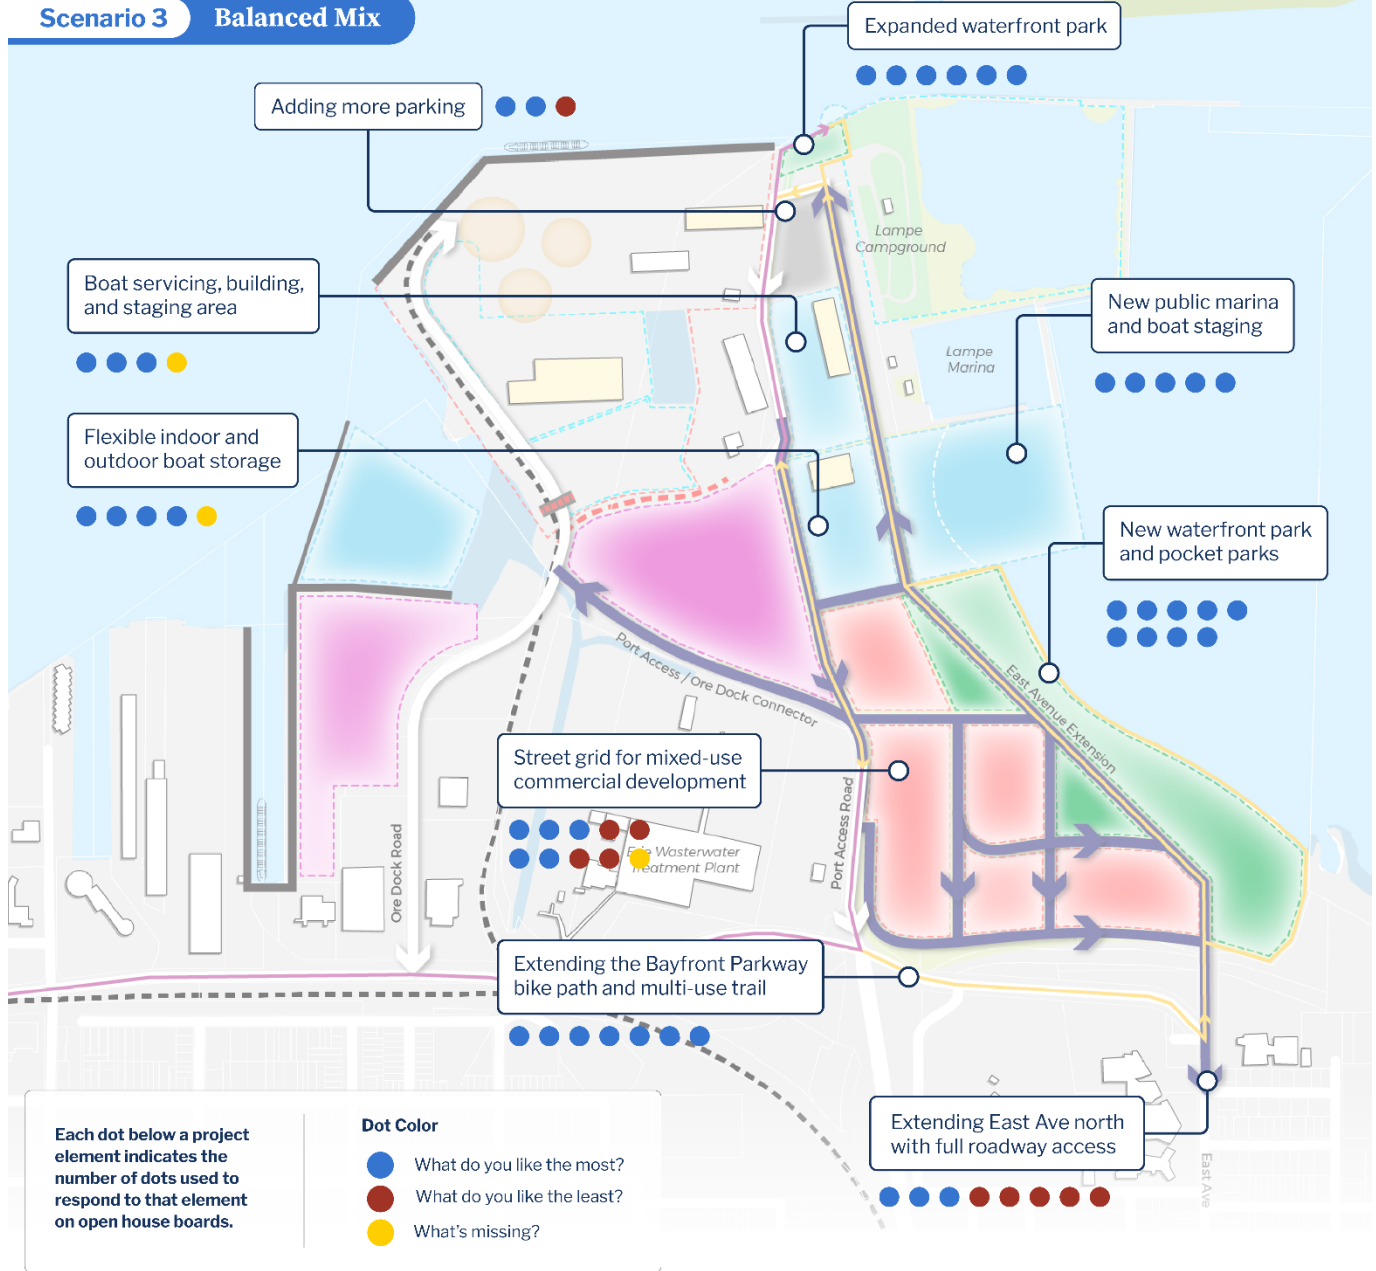 Scenario 3
Balanced Mix
Expanded waterfront park
Adding more parking
Lampe
Campground
Boat servicing, building,
and staging area
New public marina
and boat staging
Lampe
Marina
Flexible indoor and
outdoor boat storage
New waterfront park
and pocket parks
Port Access / Ore Dock Connector
East Avenue Extension
Street grid for mixed-use
commercial development
Port Access Road
Erie Wasterwater
Treatment Plant
Ore Dock Road
Extending the Bayfront Parkway
bike path and multi-use trail
Extending East Ave north
with full roadway access
East Ave
Each dot below a project
element indicates the
number of dots used to
respond to that element
on open house boards.
Dot Color
What do you like the most?
What do you like the least?
What's missing?